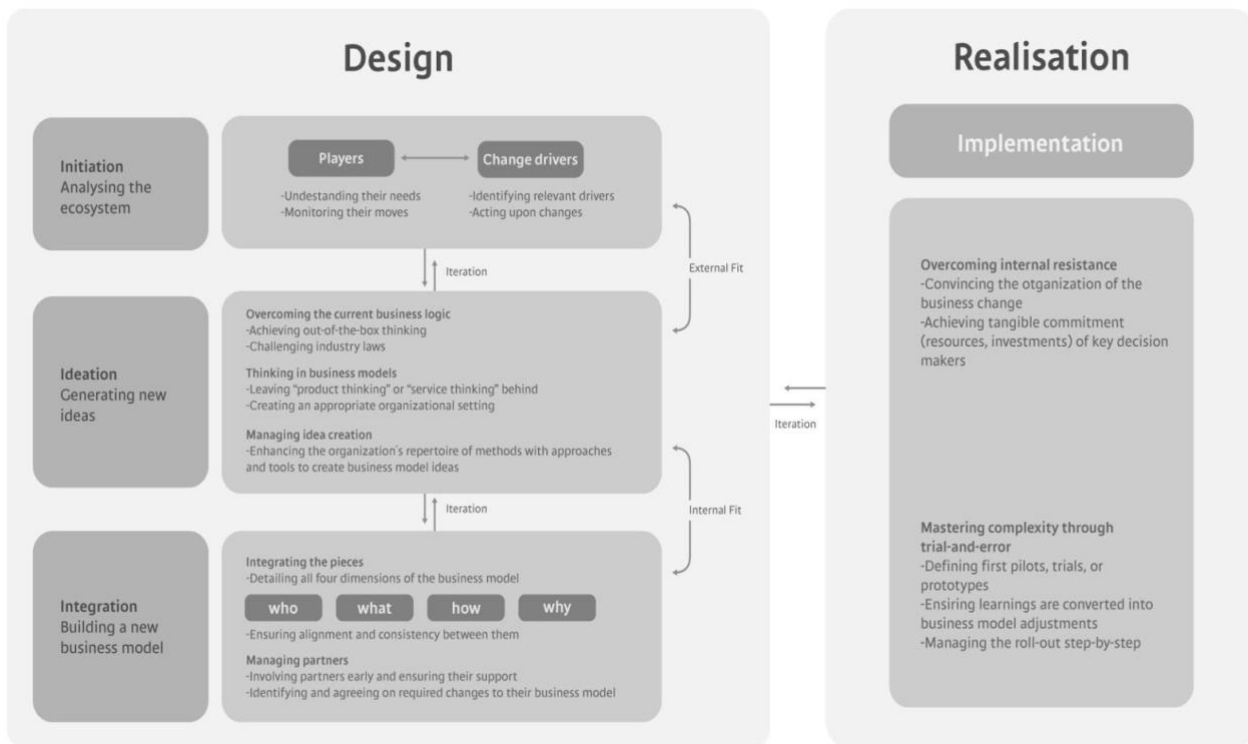 Design
Initiation
Analysing the
ecosystem
Players
Change drivers
-Undestanding their needs
-Monitoring their moves
-Identifying relevant drivers
-Acting upon changes
Iteration
External Fit
Ideation
Generating new
ideas
Overcoming the current business logic
-Achieving out-of-the-box thinking
-Challenging industry laws
Thinking in business models
-Leaving "product thinking" or "service thinking" behind
-Creating an appropriate organizational setting
Managing idea creation
-Enhancing the organization´s repertoire of methods with approaches
and tools to create business model ideas
Iteration
Internal Fit
Integration
Building a new
business model
Integrating the pieces
-Detailing all four dimensions of the business model
who
what
how
why
-Ensuring alignment and consistency between them
Managing partners
-Involving partners early and ensuring their support
-Identifying and agreeing on required changes to their business model
Iteration
Realisation
Implementation
Overcoming internal resistance
-Convincing the otganization of the
business change
-Achieving tangible commitment
(resources, investments) of key decision
makers
Mastering complexity through
trial-and-error
-Defining first pilots, trials, or
prototypes
-Ensiring learnings are converted into
business model adjustments
-Managing the roll-out step-by-step